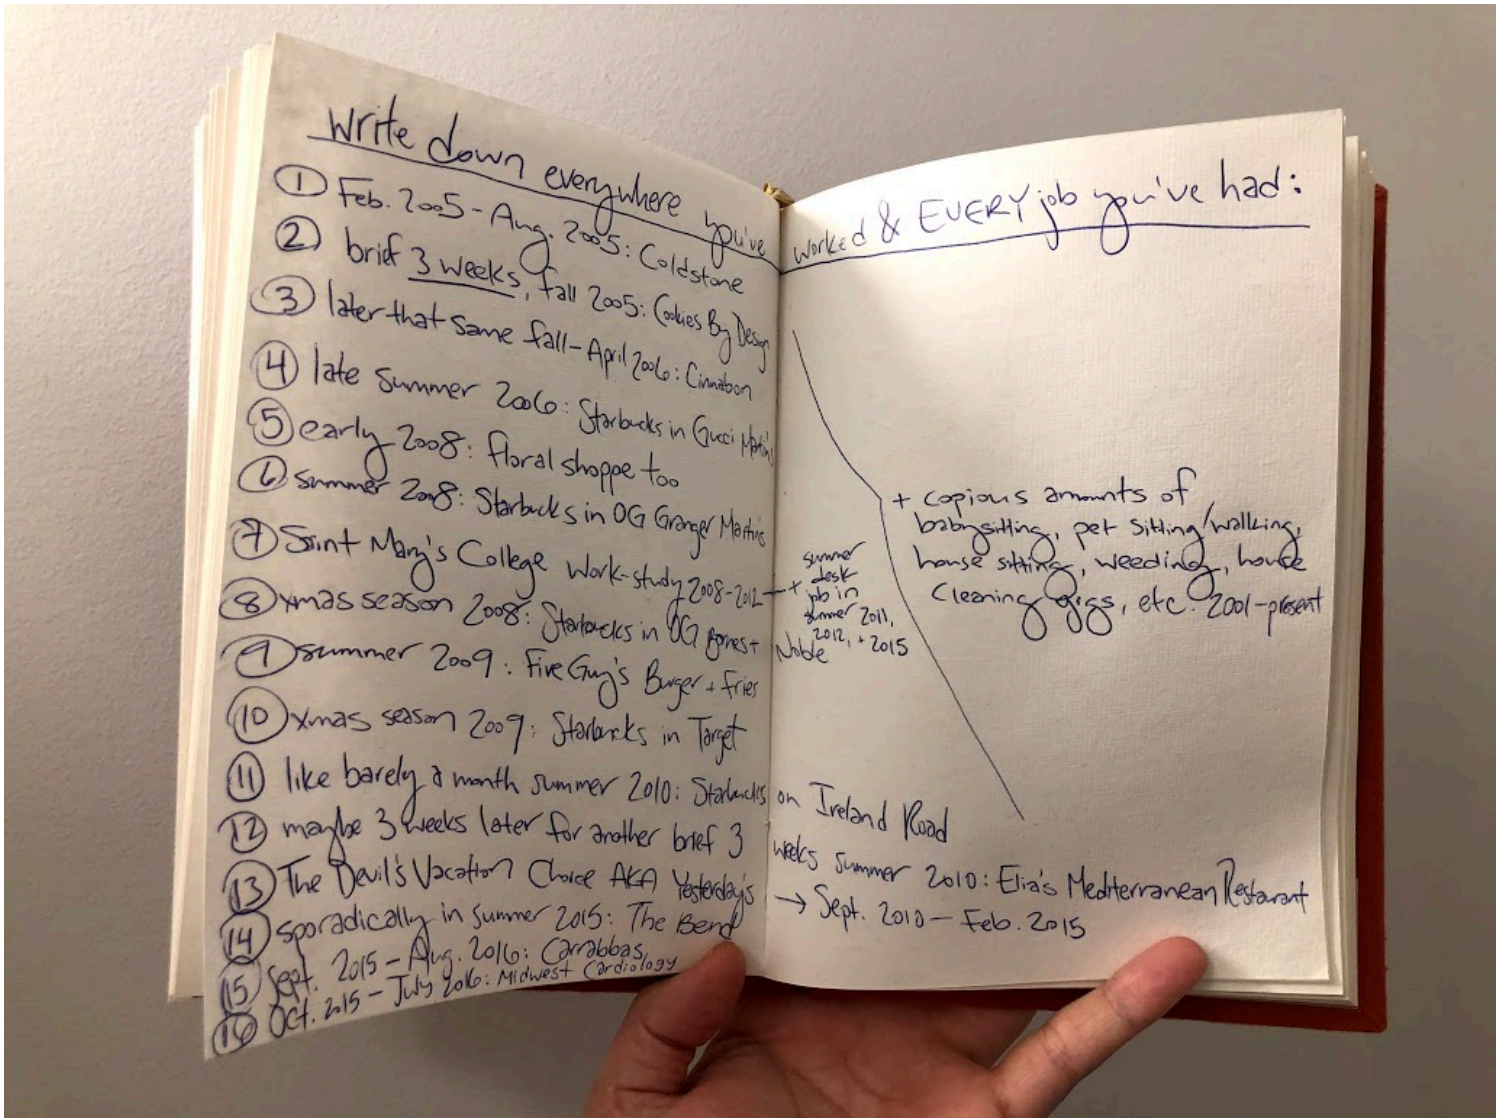 Write down everywhere you've worked & EVERY job you've had:
① Feb. 2005 - Aug. 2005: Coldstone
② brief 3 weeks, fall 2005: Cookies By Design
③ later that same fall - April 2006: Cinnabon
④ late summer 2006: Starbucks in Gucci Martin's
⑤ early 2008: floral shoppe too
⑥ summer 2008: Starbucks in OG Granger Martins
⑦ Saint Mary's College work-study 2008-2012 → + summer
desk
job in
summer 2011,
2012, + 2015
⑧ xmas season 2008: Starbucks in OG Barnes + Noble
⑨ summer 2009: Five Guy's Burger + Fries
⑩ xmas season 2009: Starbucks in Target
⑪ like barely a month summer 2010: Starbucks on Ireland Road
⑫ maybe 3 weeks later for another brief 3 weeks summer 2010: Elia's Mediterranean Restaurant
⑬ The Devil's Vacation Choice AKA Yesterday's → Sept. 2010 - Feb. 2015
⑭ sporadically in summer 2015: The Bend
⑮ Sept. 2015 - Aug. 2016: Carrabbas
⑯ Oct. 2015 - July 2016: Midwest Cardiology
+ copious amounts of
babysitting, pet sitting/walking,
house sitting, weeding, house
cleaning gigs, etc. 2001-present